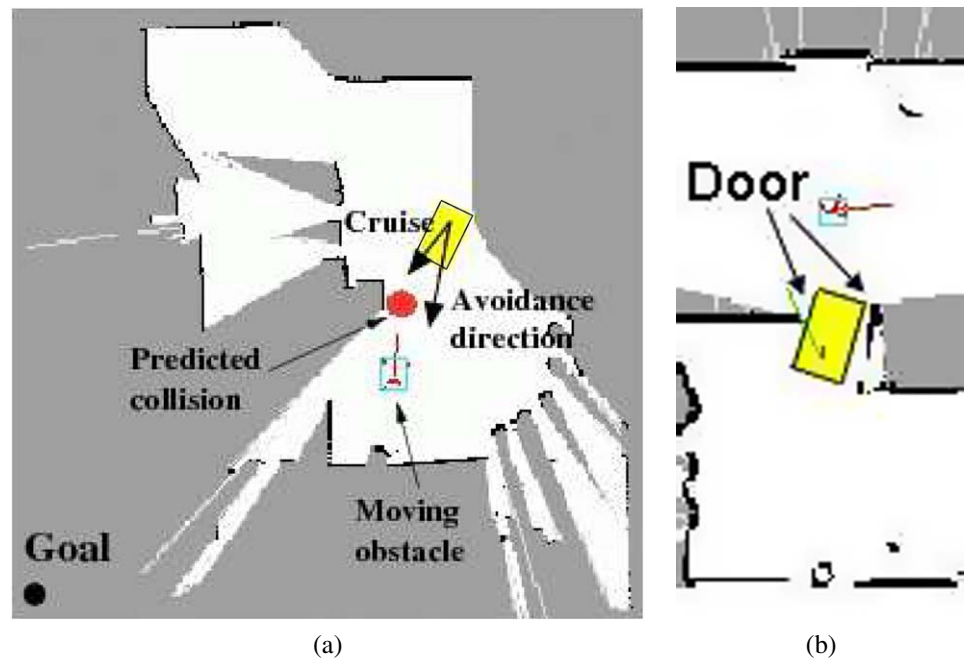 Cruise
Avoidance
direction
Predicted
collision
Moving
obstacle
Goal
(a)
Door
(b)